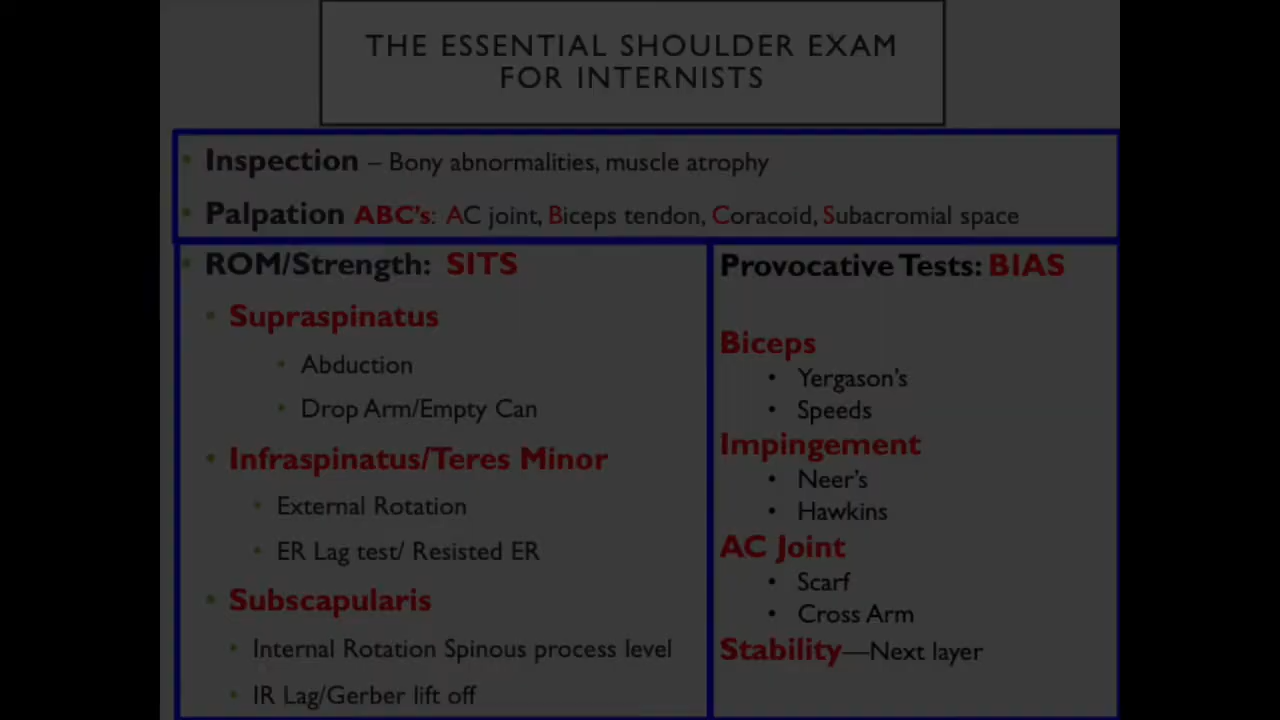 THE ESSENTIAL SHOULDER EXAM
FOR INTERNISTS
• Inspection – Bony abnormalities, muscle atrophy
• Palpation ABC's: AC joint, Biceps tendon, Coracoid, Subacromial space
• ROM/Strength: SITS
• Supraspinatus
• Abduction
• Drop Arm/Empty Can
• Infraspinatus/Teres Minor
• External Rotation
• ER Lag test/ Resisted ER
• Subscapularis
• Internal Rotation Spinous process level
• IR Lag/Gerber lift off
Provocative Tests: BIAS
Biceps
• Yergason's
• Speeds
Impingement
• Neer's
• Hawkins
AC Joint
• Scarf
• Cross Arm
Stability—Next layer